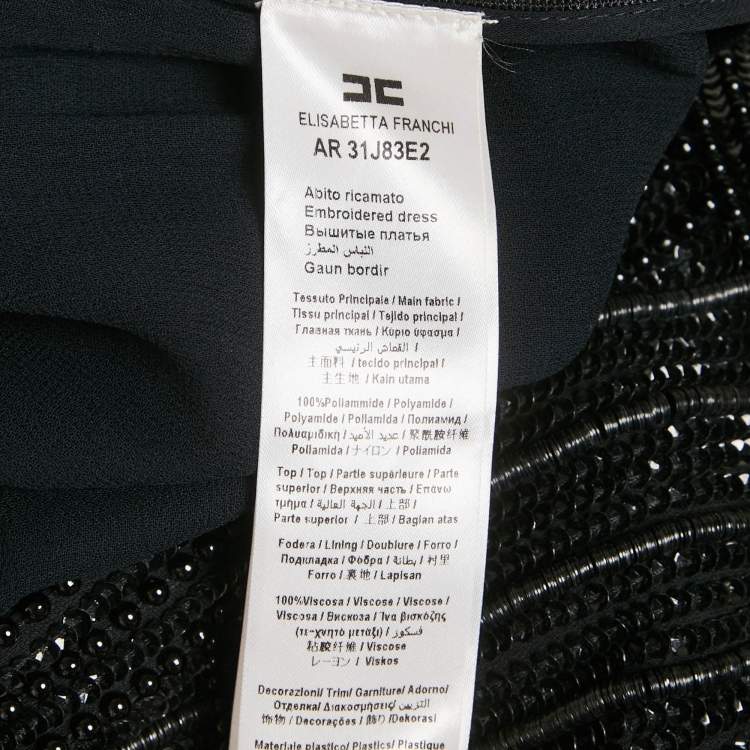 ELISABETTA FRANCHI
AR 31J83E2
Abito ricamato
Embroidered dress
Вышитые платья
اللباس المطرز
Gaun bordir
Tessuto Principale / Main fabric /
Tissu principal / Tejido principal /
Главная ткань / Κύριο ύφασμα /
القماش الرئيسي /
主面料 / tecido principal /
主生地 / Kain utama
100%Poliammide / Polyamide /
Polyamide / Poliamida / Полиамид /
Πολυαμιδική / عديد الأميد / 聚酰胺纤维
Poliamida / ナイロン / Poliamida
Top / Top / Partie supérieure / Parte
superior / Верхняя часть / Επάνω
τμήμα / الجهة العالية / 上部 /
Parte superior / 上部 / Bagian atas
Fodera / Lining / Doublure / Forro /
Подкладка / Φόδρα / بطانة / 衬里
Forro / 裏地 / Lapisan
100%Viscosa / Viscose / Viscose /
Viscosa / Вискоза / Ίνα βισκόζης
(τε-χνητό μετάξι) / فسكوز /
粘胶纤维 / Viscose
レーヨン / Viskos
Decorazioni/ Trim/ Garniture/ Adorno/
Отделка/ Διακοσμήσεις/ التزيين/
饰物 / Decorações / 飾り /Dekorasi
Materiale plastico/ Plastics/ Plastique